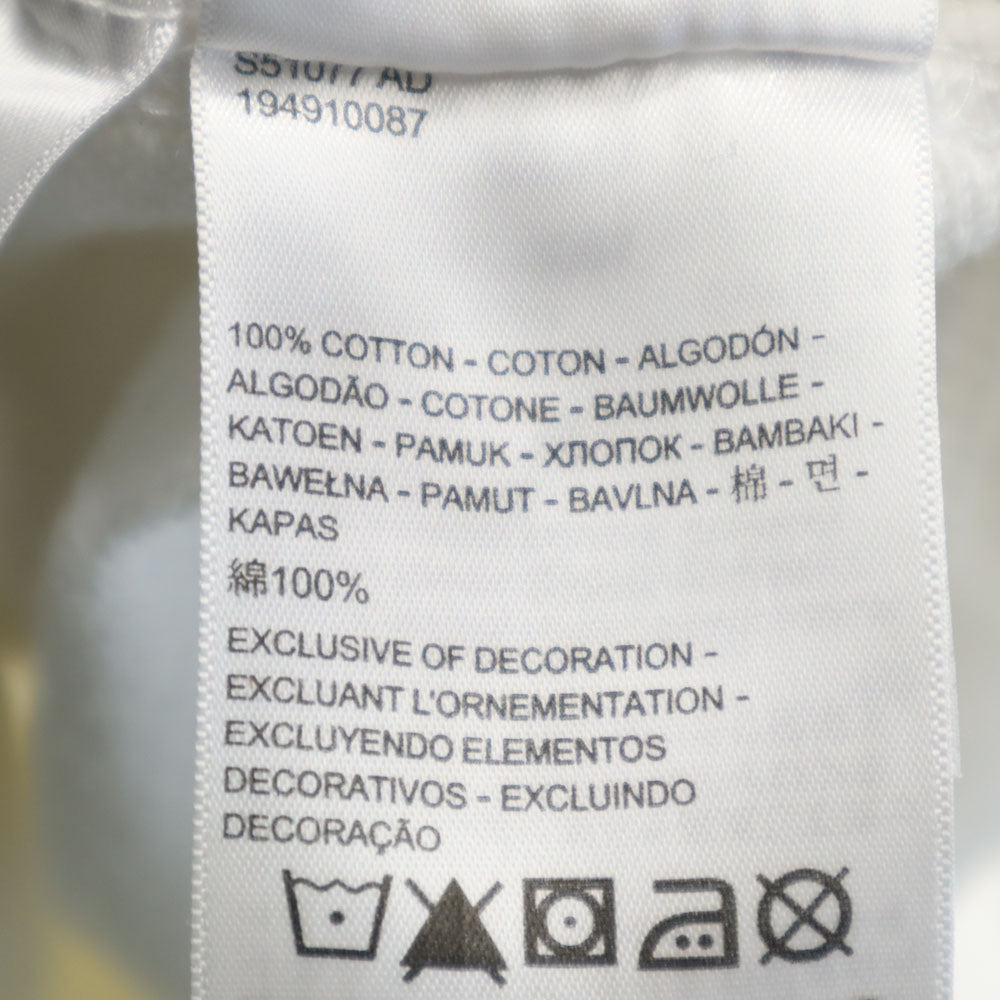 S51077 AD
194910087
100% COTTON - COTON - ALGODÓN -
ALGODÃO - COTONE - BAUMWOLLE -
KATOEN - PAMUK - ХЛОПОК - BAMBAKI -
BAWEŁNA - PAMUT - BAVLNA - 棉 - 면 -
KAPAS
綿100%
EXCLUSIVE OF DECORATION -
EXCLUANT L'ORNEMENTATION -
EXCLUYENDO ELEMENTOS
DECORATIVOS - EXCLUINDO
DECORAÇÃO